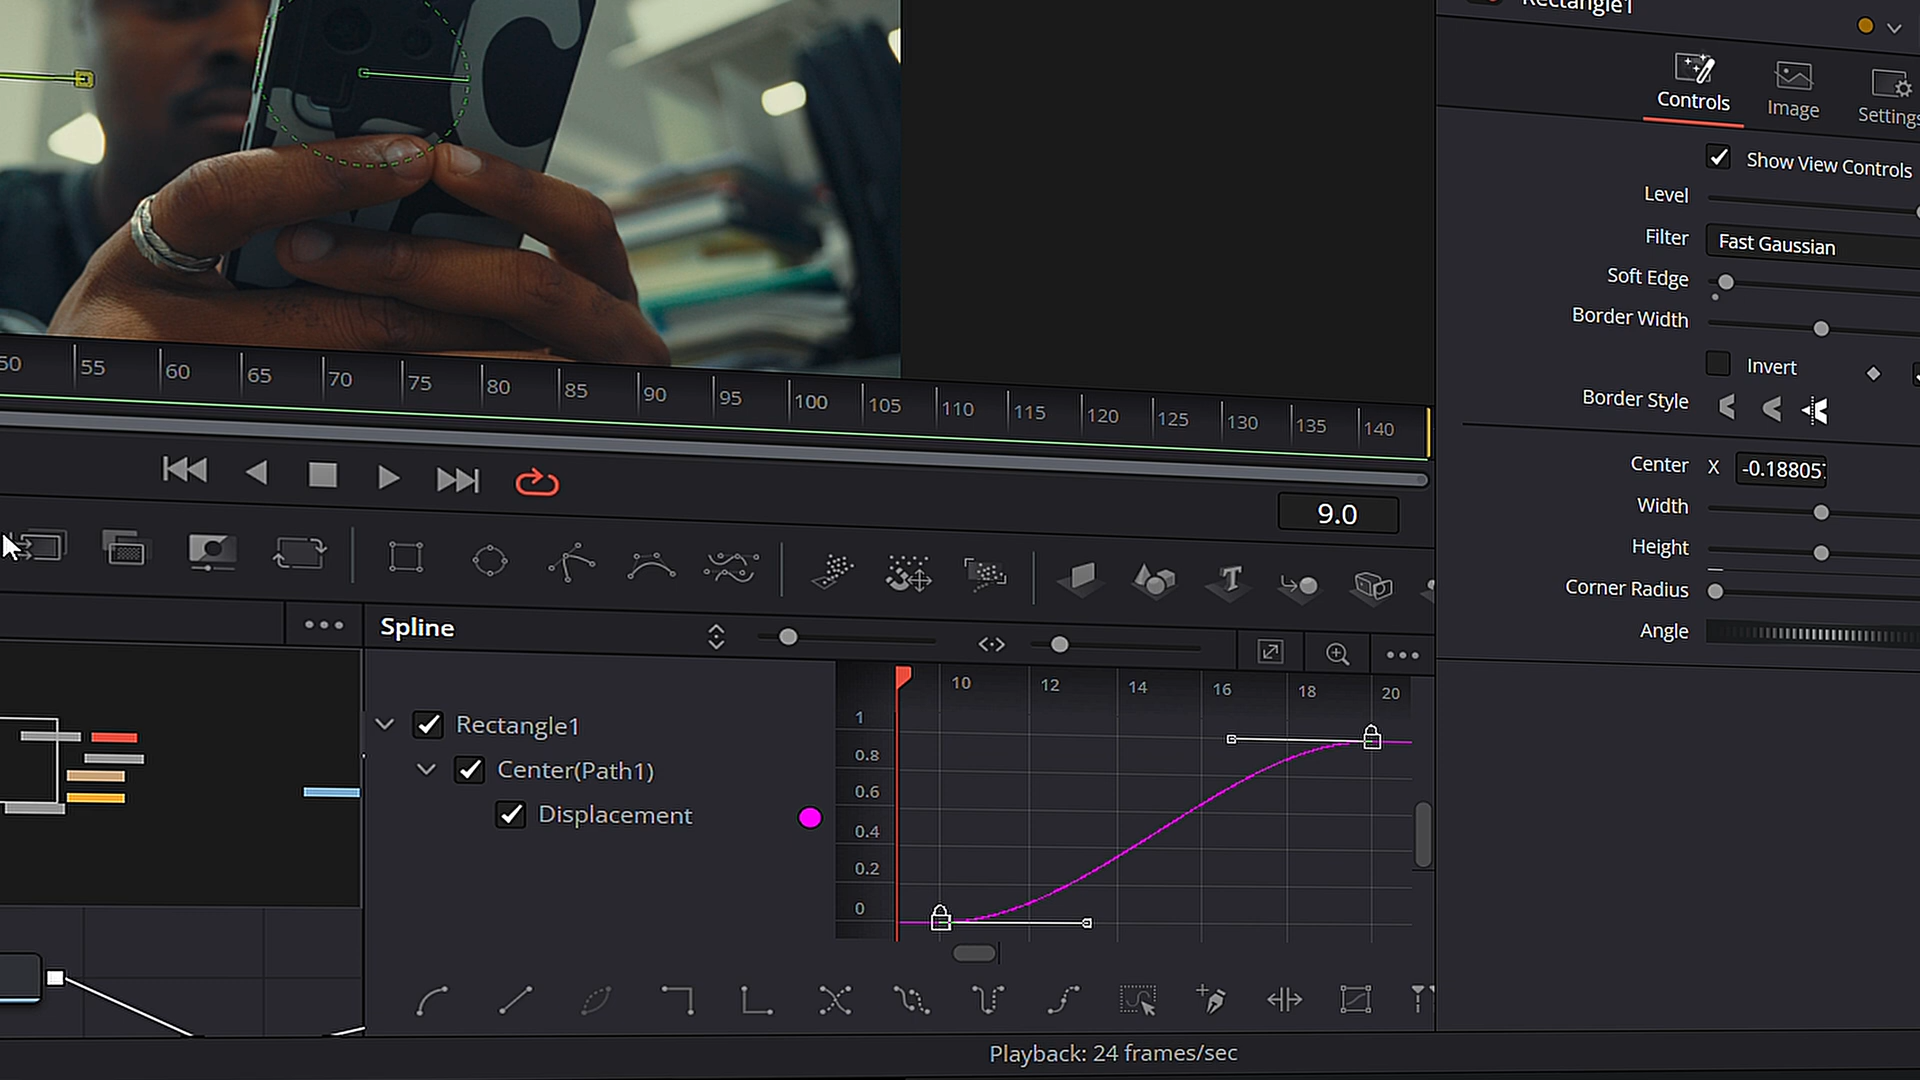 Rectangle1
Controls
Image
Settings
Show View Controls
Level
Filter
Fast Gaussian
Soft Edge
Border Width
Invert
Border Style
Center
X
-0.188057
Width
Height
Corner Radius
Angle
50
55
60
65
70
75
80
85
90
95
100
105
110
115
120
125
130
135
140
9.0
T
Spline
10
12
14
16
18
20
1
0.8
0.6
0.4
0.2
0
Rectangle1
Center(Path1)
Displacement
Playback: 24 frames/sec